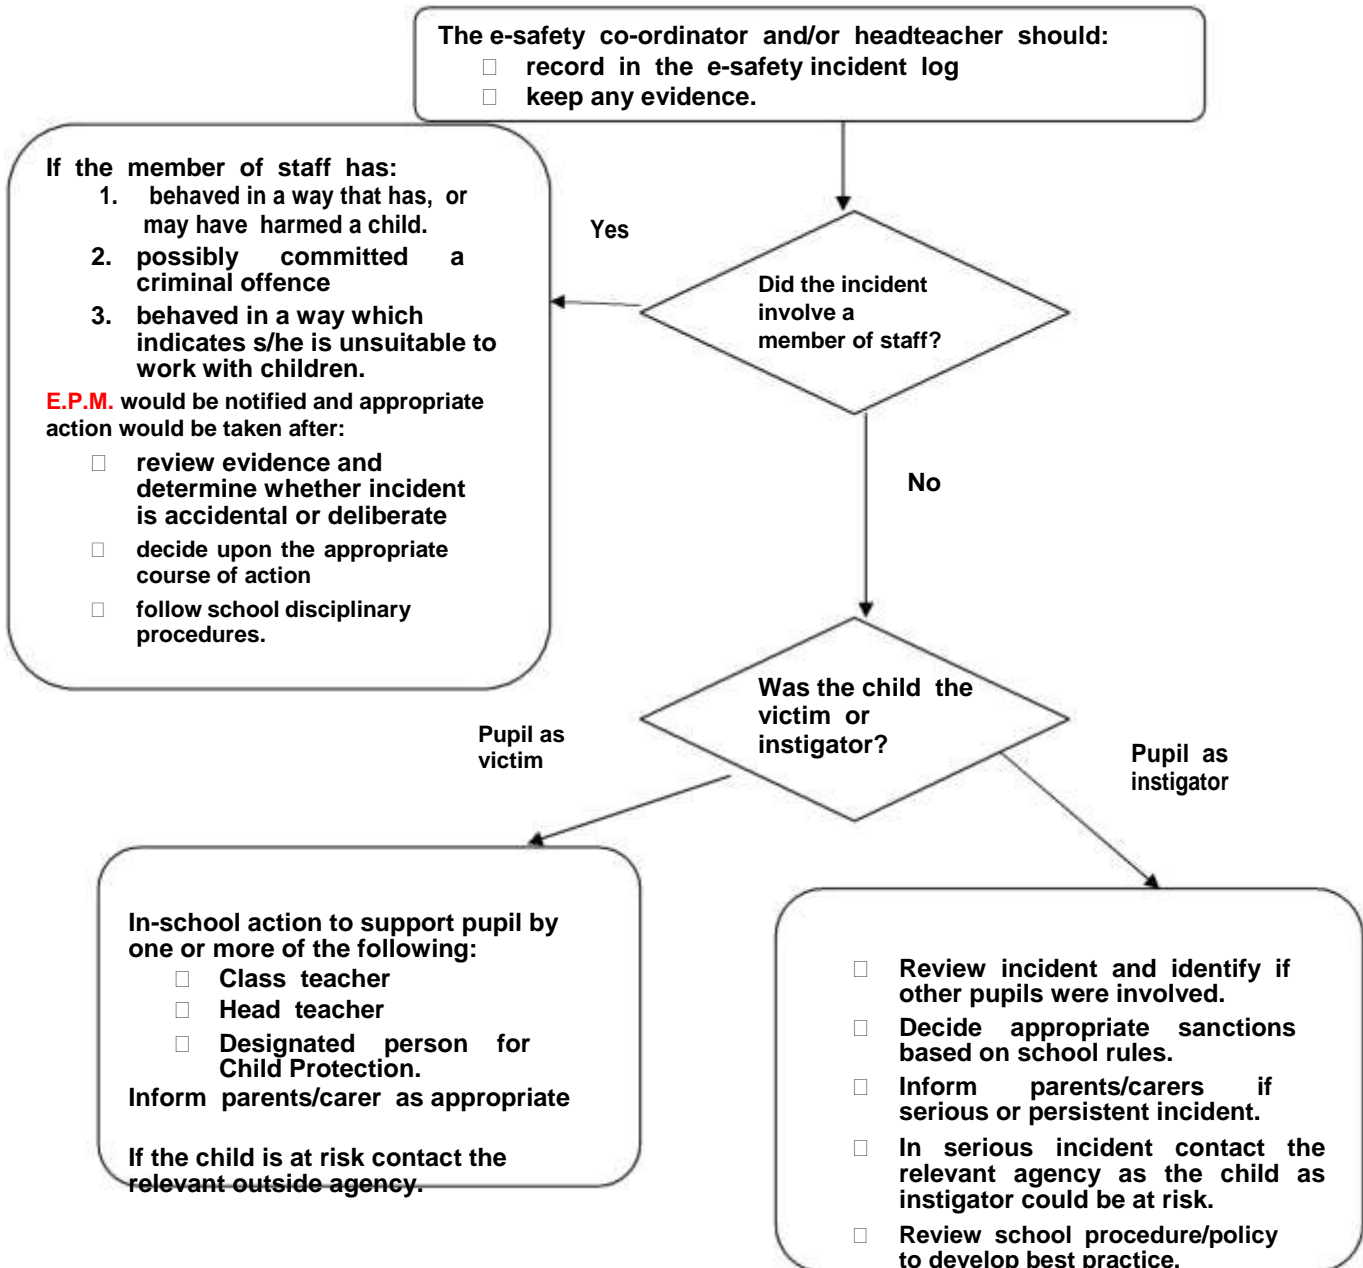 The e-safety co-ordinator and/or headteacher should:
record in the e-safety incident log
keep any evidence.
If the member of staff has:
1. behaved in a way that has, or
may have harmed a child.
2. possibly committed a
criminal offence
3. behaved in a way which
indicates s/he is unsuitable to
work with children.
E.P.M. would be notified and appropriate
action would be taken after:
review evidence and
determine whether incident
is accidental or deliberate
decide upon the appropriate
course of action
follow school disciplinary
procedures.
Yes
Did the incident
involve a
member of staff?
No
Was the child the
victim or
instigator?
Pupil as
victim
Pupil as
instigator
In-school action to support pupil by
one or more of the following:
Class teacher
Head teacher
Designated person for
Child Protection.
Inform parents/carer as appropriate
If the child is at risk contact the
relevant outside agency.
Review incident and identify if
other pupils were involved.
Decide appropriate sanctions
based on school rules.
Inform parents/carers if
serious or persistent incident.
In serious incident contact the
relevant agency as the child as
instigator could be at risk.
Review school procedure/policy
to develop best practice.